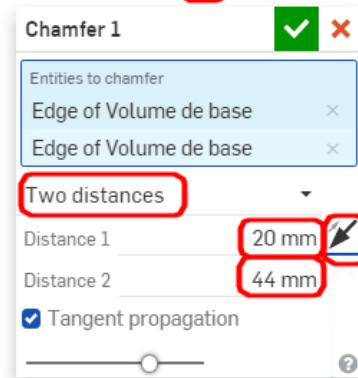 Chamfer 1
Entities to chamfer
Edge of Volume de base
Edge of Volume de base
Two distances
Distance 1 20 mm
Distance 2 44 mm
Tangent propagation
?